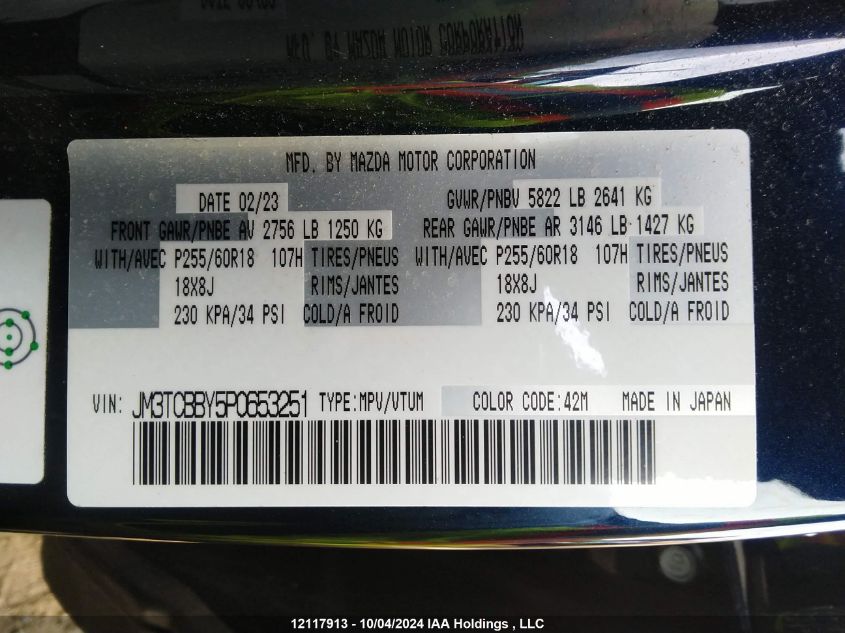 MFD. BY MAZDA MOTOR CORPORATION
DATE 02/23 GVWR/PNBV 5822 LB 2641 KG
FRONT GAWR/PNBE AV 2756 LB 1250 KG REAR GAWR/PNBE AR 3146 LB 1427 KG
WITH/AVEC P255/60R18 107H TIRES/PNEUS WITH/AVEC P255/60R18 107H TIRES/PNEUS
18X8J RIMS/JANTES 18X8J RIMS/JANTES
230 KPA/34 PSI COLD/A FROID 230 KPA/34 PSI COLD/A FROID
VIN: JM3TCBBY5P0653251 TYPE:MPV/VTUM COLOR CODE:42M MADE IN JAPAN
12117913 - 10/04/2024 IAA Holdings , LLC